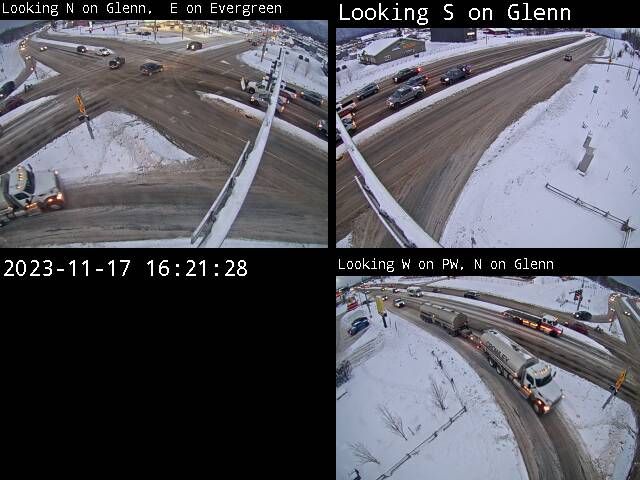 Looking N on Glenn,  E on Evergreen
Looking S on Glenn
2023-11-17 16:21:28
Looking W on PW, N on Glenn